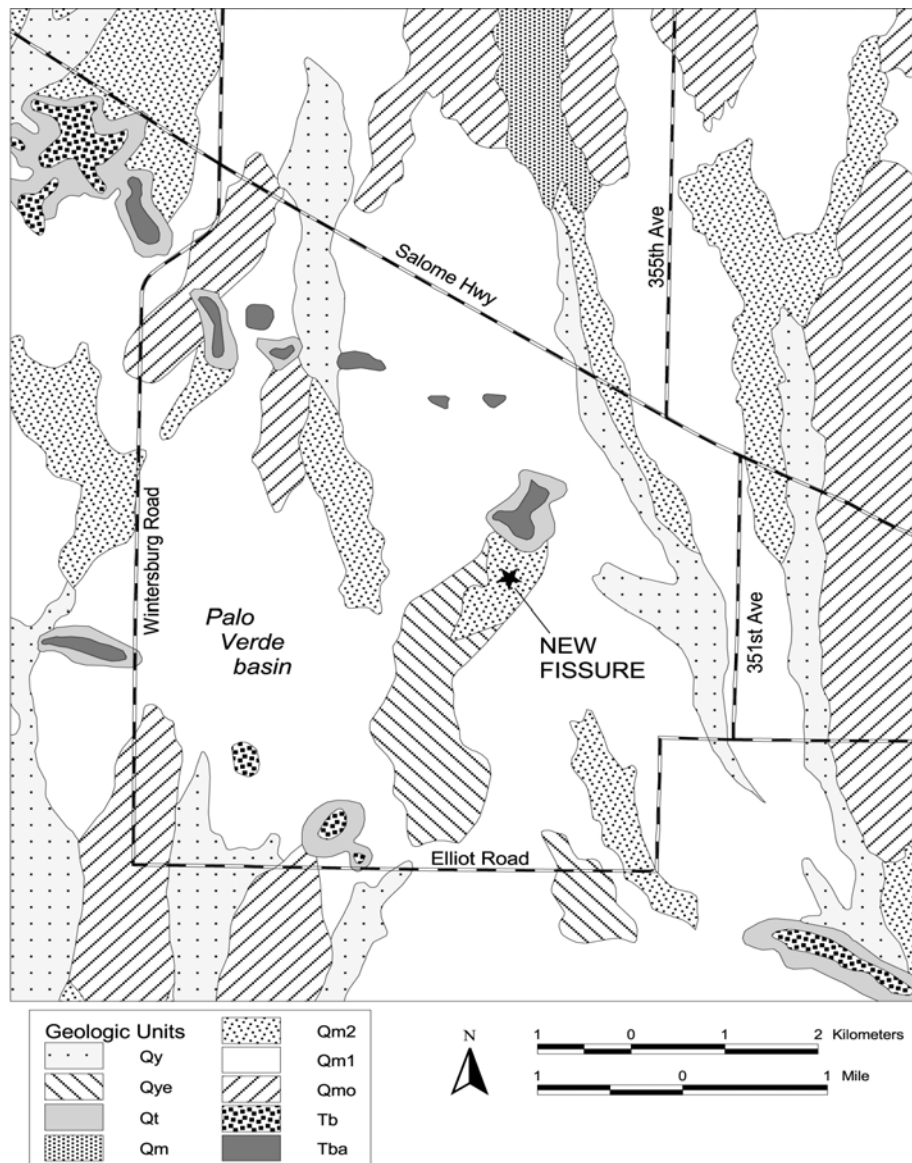 Salome Hwy
355th Ave
Wintersburg Road
351st Ave
Palo
Verde
basin
NEW
FISSURE
Elliot Road
Geologic Units
Qy
Qye
Qt
Qm
Qm2
Qm1
Qmo
Tb
Tba
N
1 0 1 2 Kilometers
1 0 1 Mile